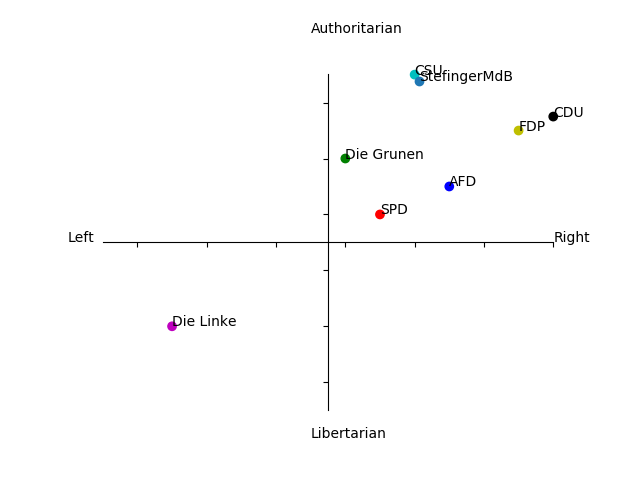 Authoritarian
CSU
StefingerMdB
CDU
FDP
Die Grunen
AFD
SPD
Left
Right
Die Linke
Libertarian